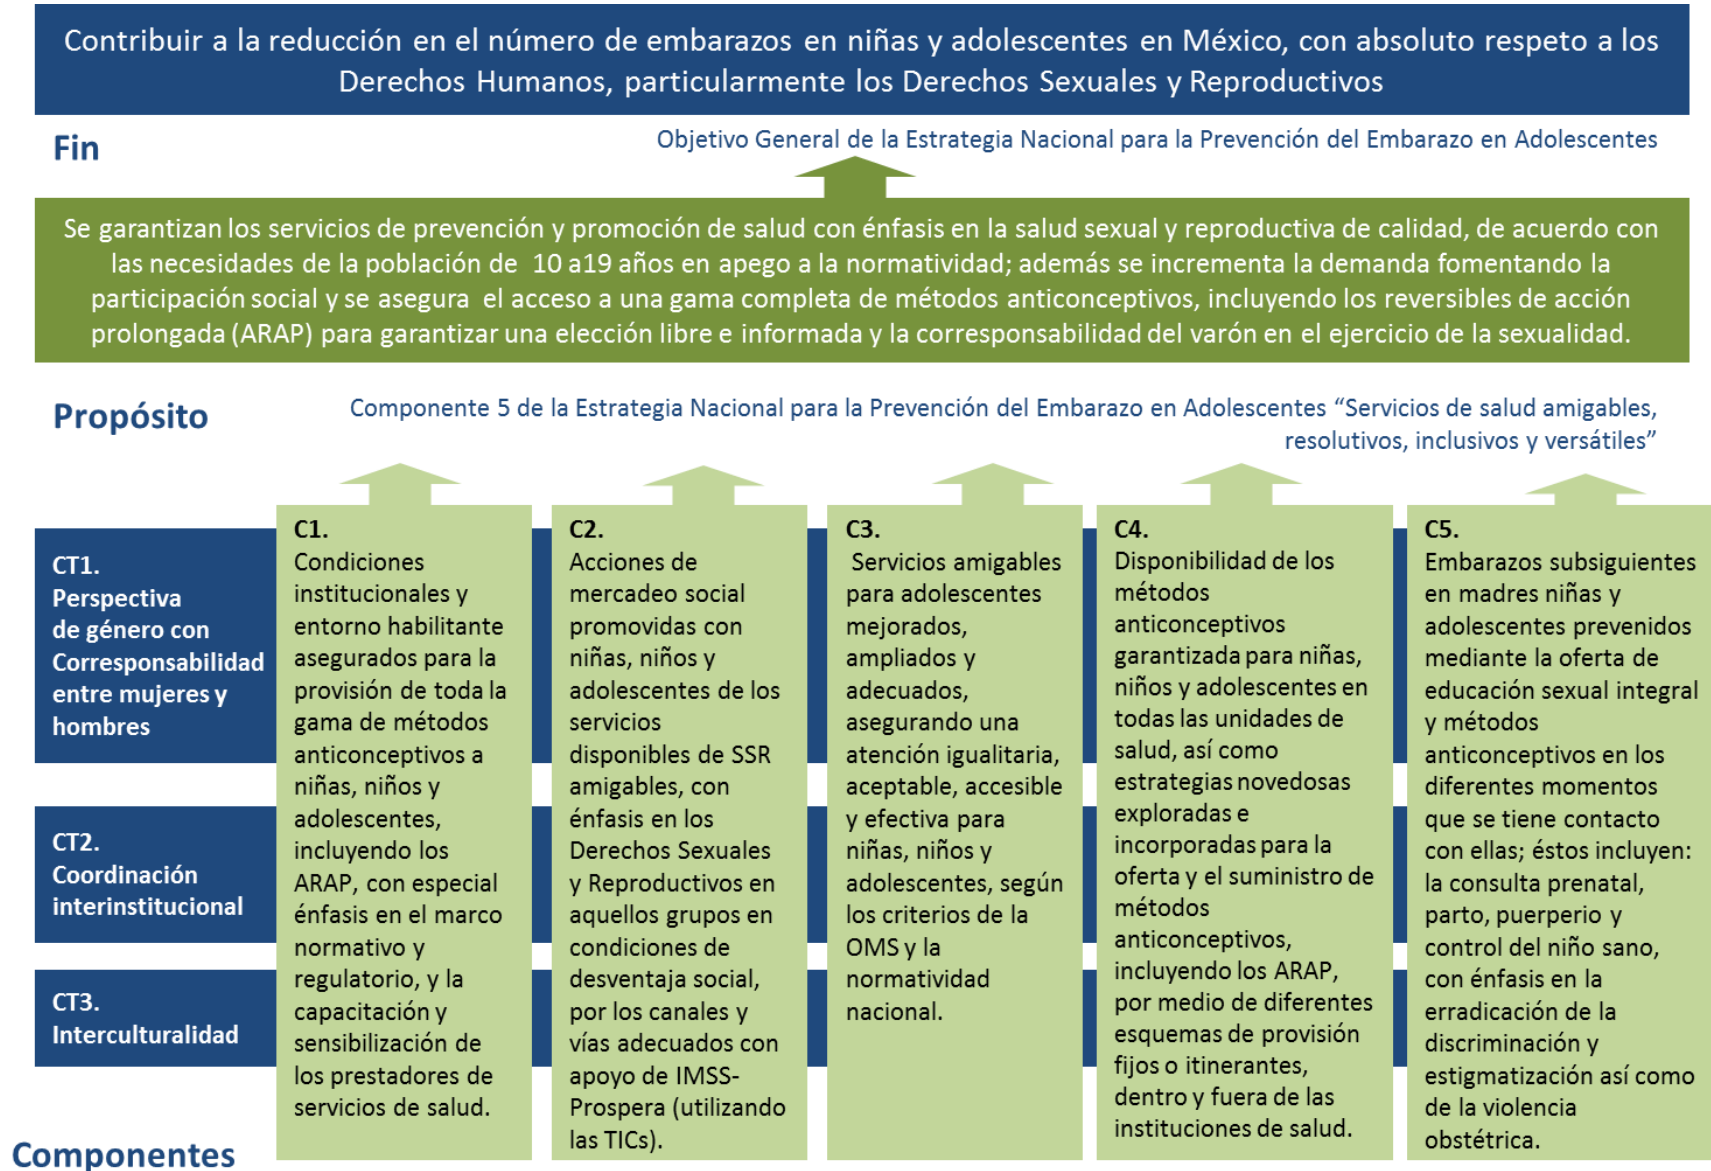 Contribuir a la reducción en el número de embarazos en niñas y adolescentes en México, con absoluto respeto a los
Derechos Humanos, particularmente los Derechos Sexuales y Reproductivos
Fin
Objetivo General de la Estrategia Nacional para la Prevención del Embarazo en Adolescentes
Se garantizan los servicios de prevención y promoción de salud con énfasis en la salud sexual y reproductiva de calidad, de acuerdo con
las necesidades de la población de 10 a19 años en apego a la normatividad; además se incrementa la demanda fomentando la
participación social y se asegura el acceso a una gama completa de métodos anticonceptivos, incluyendo los reversibles de acción
prolongada (ARAP) para garantizar una elección libre e informada y la corresponsabilidad del varón en el ejercicio de la sexualidad.
Propósito
Componente 5 de la Estrategia Nacional para la Prevención del Embarazo en Adolescentes “Servicios de salud amigables,
resolutivos, inclusivos y versátiles”
CT1.
Perspectiva
de género con
Corresponsabilidad
entre mujeres y
hombres
CT2.
Coordinación
interinstitucional
CT3.
Interculturalidad
C1.
Condiciones
institucionales y
entorno habilitante
asegurados para la
provisión de toda la
gama de métodos
anticonceptivos a
niñas, niños y
adolescentes,
incluyendo los
ARAP, con especial
énfasis en el marco
normativo y
regulatorio, y la
capacitación y
sensibilización de
los prestadores de
servicios de salud.
C2.
Acciones de
mercadeo social
promovidas con
niñas, niños y
adolescentes de los
servicios
disponibles de SSR
amigables, con
énfasis en los
Derechos Sexuales
y Reproductivos en
aquellos grupos en
condiciones de
desventaja social,
por los canales y
vías adecuados con
apoyo de IMSS-
Prospera (utilizando
las TICs).
C3.
Servicios amigables
para adolescentes
mejorados,
ampliados y
adecuados,
asegurando una
atención igualitaria,
aceptable, accesible
y efectiva para
niñas, niños y
adolescentes, según
los criterios de la
OMS y la
normatividad
nacional.
C4.
Disponibilidad de los
métodos
anticonceptivos
garantizada para niñas,
niños y adolescentes en
todas las unidades de
salud, así como
estrategias novedosas
exploradas e
incorporadas para la
oferta y el suministro de
métodos
anticonceptivos,
incluyendo los ARAP,
por medio de diferentes
esquemas de provisión
fijos o itinerantes,
dentro y fuera de las
instituciones de salud.
C5.
Embarazos subsiguientes
en madres niñas y
adolescentes prevenidos
mediante la oferta de
educación sexual integral
y métodos
anticonceptivos en los
diferentes momentos
que se tiene contacto
con ellas; éstos incluyen:
la consulta prenatal,
parto, puerperio y
control del niño sano,
con énfasis en la
erradicación de la
discriminación y
estigmatización así como
de la violencia
obstétrica.
Componentes